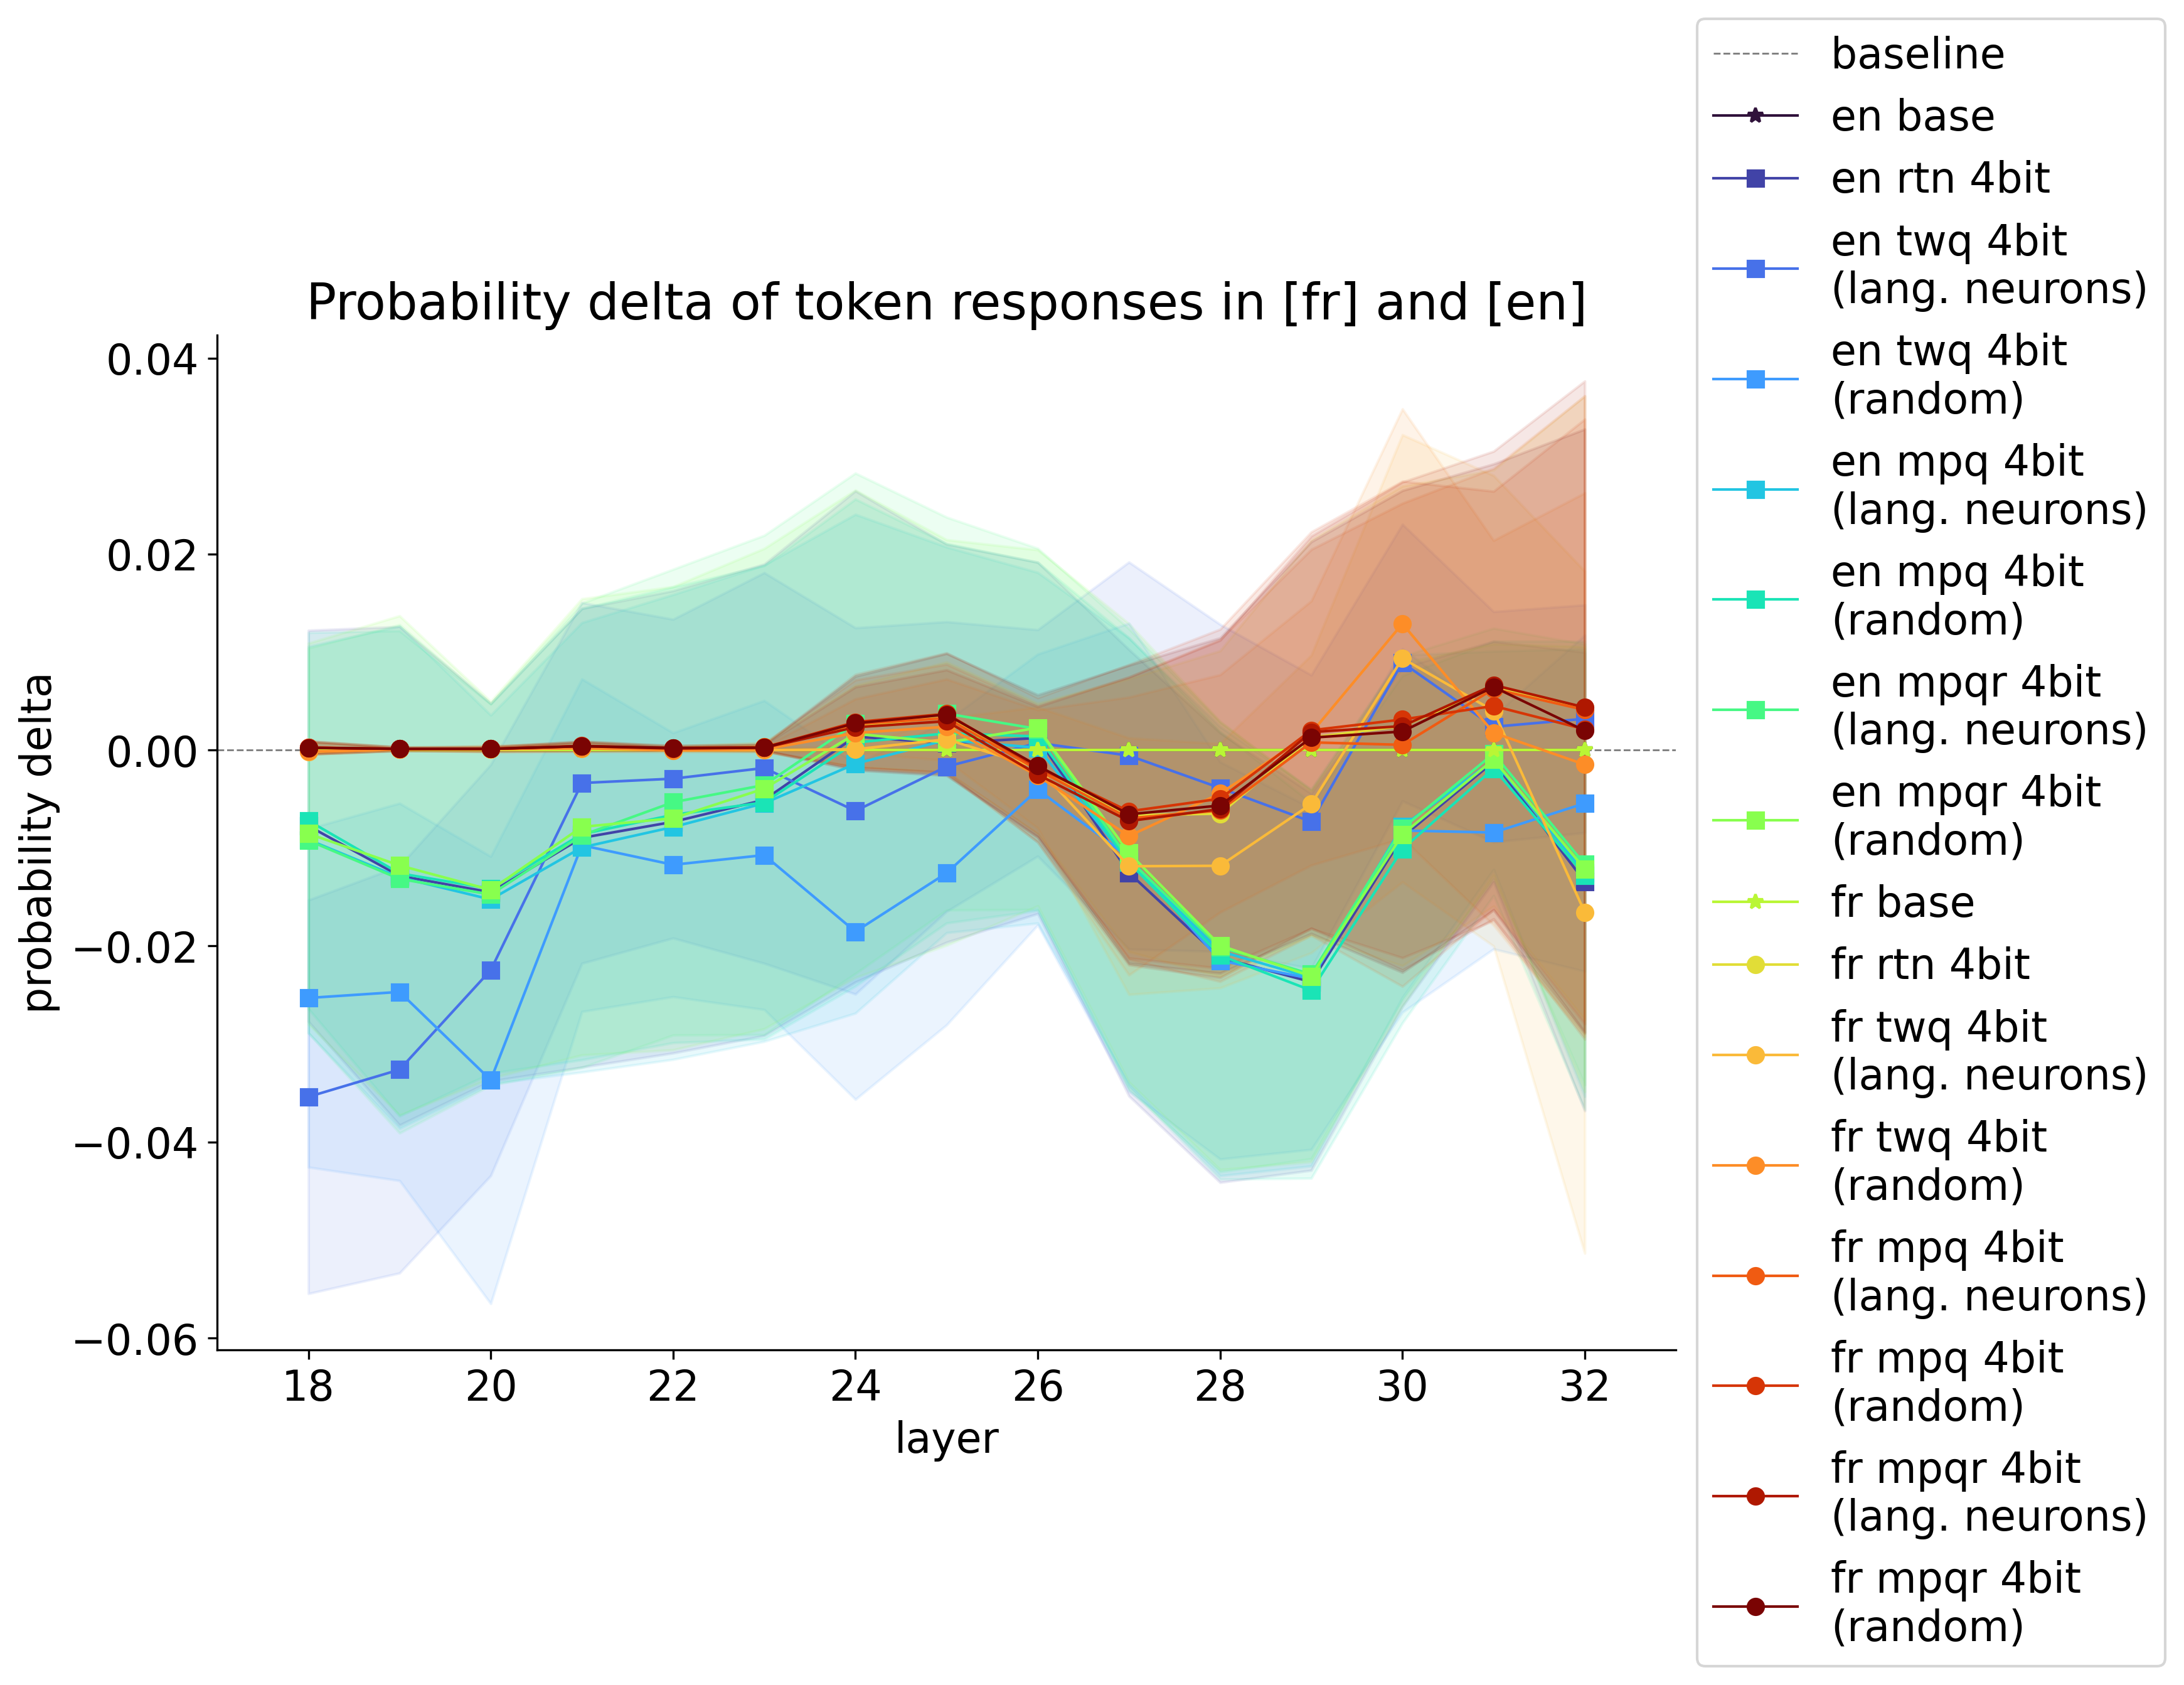 Probability delta of token responses in [fr] and [en]
probability delta
0.04
0.02
0.00
−0.02
−0.04
−0.06
18
20
22
24
26
28
30
32
layer
baseline
en base
en rtn 4bit
en twq 4bit
(lang. neurons)
en twq 4bit
(random)
en mpq 4bit
(lang. neurons)
en mpq 4bit
(random)
en mpqr 4bit
(lang. neurons)
en mpqr 4bit
(random)
fr base
fr rtn 4bit
fr twq 4bit
(lang. neurons)
fr twq 4bit
(random)
fr mpq 4bit
(lang. neurons)
fr mpq 4bit
(random)
fr mpqr 4bit
(lang. neurons)
fr mpqr 4bit
(random)